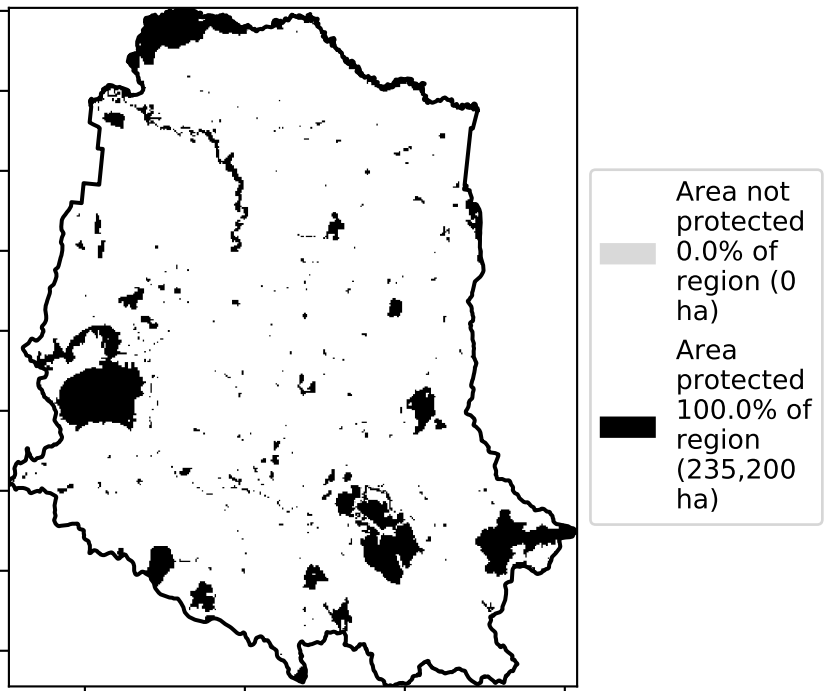 Area not
protected
0.0% of
region (0
ha)
Area
protected
100.0% of
region
(235,200
ha)